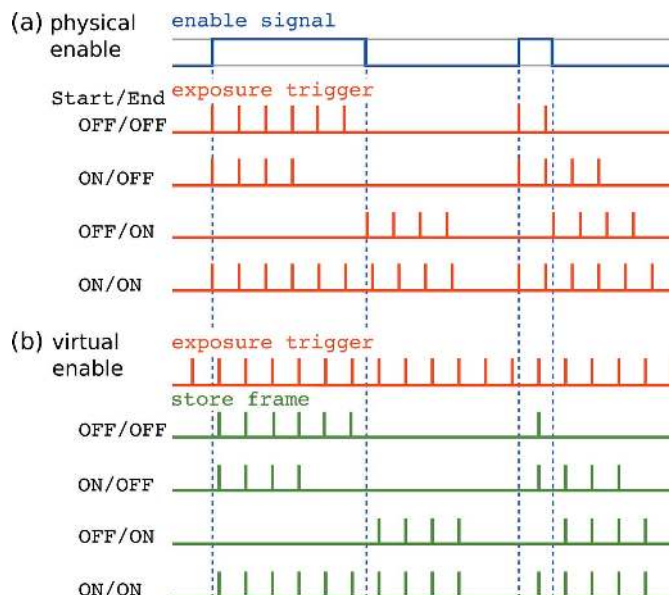 (a) physical enable signal
enable
Start/End exposure trigger
OFF/OFF
ON/OFF
OFF/ON
ON/ON
(b) virtual exposure trigger
enable
store frame
OFF/OFF
ON/OFF
OFF/ON
ON/ON